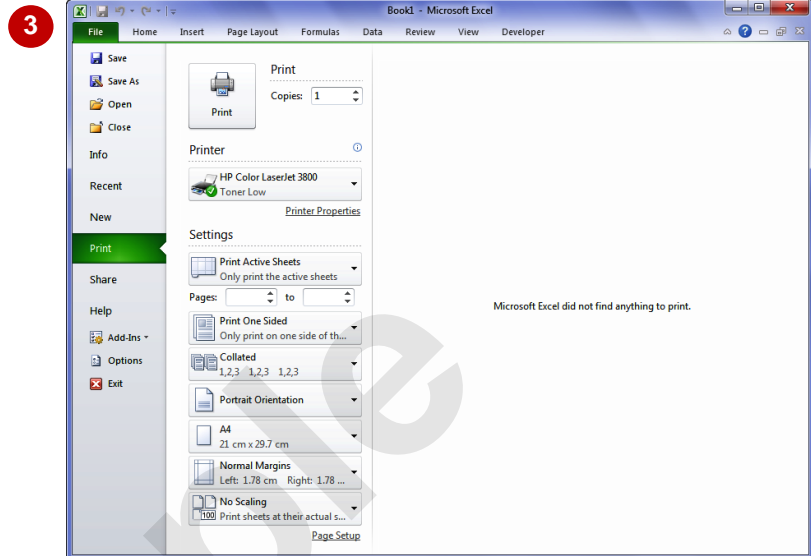 3
Book1 - Microsoft Excel
File Home Insert Page Layout Formulas Data Review View Developer
Save
Save As
Open
Close
Info
Recent
New
Print
Share
Help
Add-Ins
Options
Exit
Print
Print
Copies: 1
Printer
HP Color LaserJet 3800
Toner Low
Printer Properties
Settings
Print Active Sheets
Only print the active sheets
Pages: to
Print One Sided
Only print on one side of th...
Collated
1,2,3 1,2,3 1,2,3
Portrait Orientation
A4
21 cm x 29.7 cm
Normal Margins
Left: 1.78 cm Right: 1.78 ...
No Scaling
100 Print sheets at their actual s...
Page Setup
Microsoft Excel did not find anything to print.